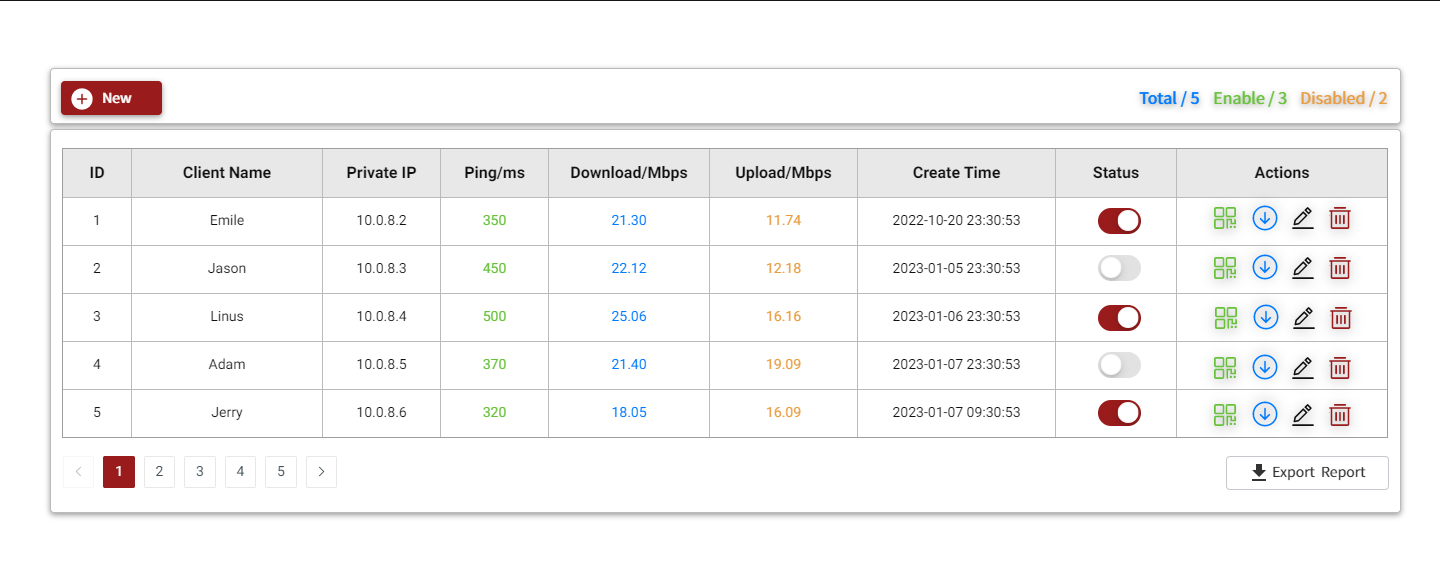 New Total / 5 Enable / 3 Disabled / 2
ID Client Name Private IP Ping/ms Download/Mbps Upload/Mbps Create Time Status Actions
1 Emile 10.0.8.2 350 21.30 11.74 2022-10-20 23:30:53
2 Jason 10.0.8.3 450 22.12 12.18 2023-01-05 23:30:53
3 Linus 10.0.8.4 500 25.06 16.16 2023-01-06 23:30:53
4 Adam 10.0.8.5 370 21.40 19.09 2023-01-07 23:30:53
5 Jerry 10.0.8.6 320 18.05 16.09 2023-01-07 09:30:53
1 2 3 4 5 Export Report